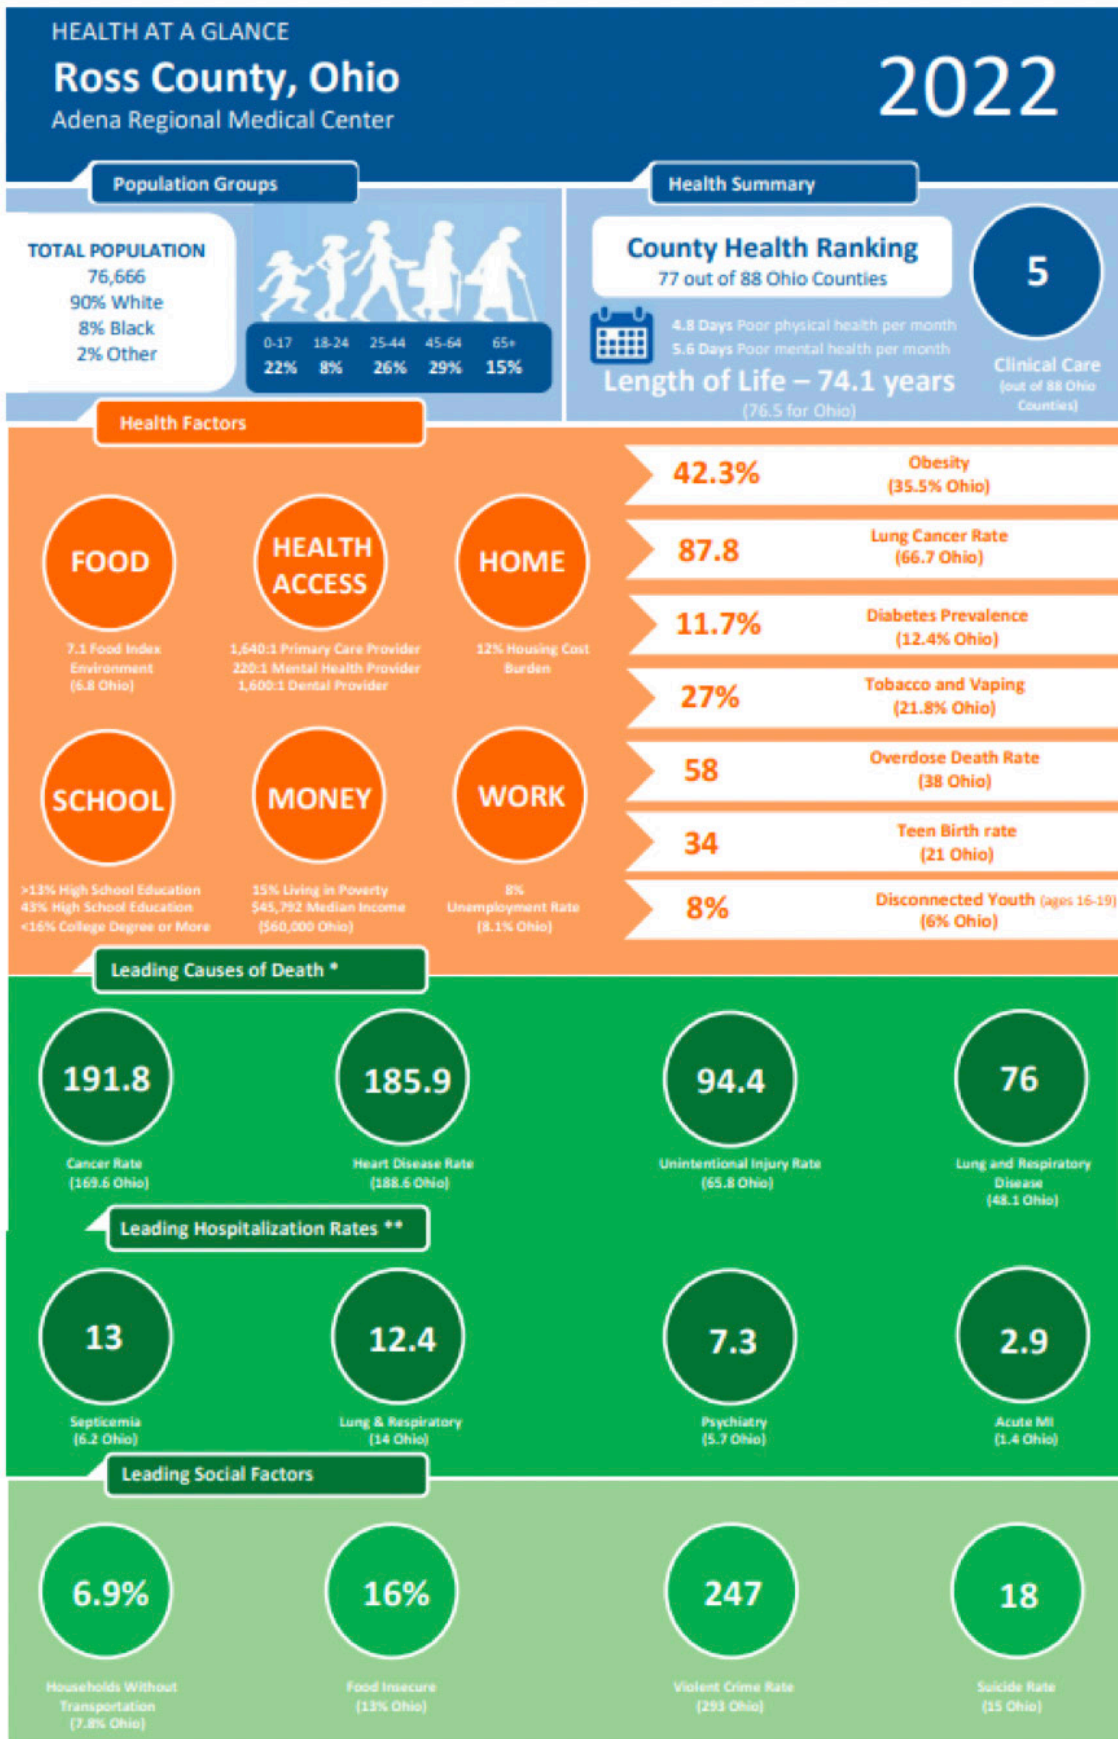 HEALTH AT A GLANCE
Ross County, Ohio
Adena Regional Medical Center
2022
Population Groups
TOTAL POPULATION
76,666
90% White
8% Black
2% Other
0-17 18-24 25-44 45-64 65+
22% 8% 26% 29% 15%
Health Summary
County Health Ranking
77 out of 88 Ohio Counties
4.8 Days Poor physical health per month
5.6 Days Poor mental health per month
Length of Life – 74.1 years
(76.5 for Ohio)
5
Clinical Care
(out of 88 Ohio
Counties)
Health Factors
FOOD
7.1 Food Index
Environment
(6.8 Ohio)
HEALTH
ACCESS
1,640:1 Primary Care Provider
220:1 Mental Health Provider
1,600:1 Dental Provider
HOME
12% Housing Cost
Burden
SCHOOL
>13% High School Education
43% High School Education
<16% College Degree or More
MONEY
15% Living in Poverty
$45,792 Median Income
($60,000 Ohio)
WORK
8%
Unemployment Rate
(8.1% Ohio)
42.3%
Obesity
(35.5% Ohio)
87.8
Lung Cancer Rate
(66.7 Ohio)
11.7%
Diabetes Prevalence
(12.4% Ohio)
27%
Tobacco and Vaping
(21.8% Ohio)
58
Overdose Death Rate
(38 Ohio)
34
Teen Birth rate
(21 Ohio)
8%
Disconnected Youth (ages 16-19)
(6% Ohio)
Leading Causes of Death *
191.8
Cancer Rate
(169.6 Ohio)
185.9
Heart Disease Rate
(188.6 Ohio)
94.4
Unintentional Injury Rate
(65.8 Ohio)
76
Lung and Respiratory
Disease
(48.1 Ohio)
Leading Hospitalization Rates **
13
Septicemia
(6.2 Ohio)
12.4
Lung & Respiratory
(14 Ohio)
7.3
Psychiatry
(5.7 Ohio)
2.9
Acute MI
(1.4 Ohio)
Leading Social Factors
6.9%
Households Without
Transportation
(7.8% Ohio)
16%
Food Insecure
(13% Ohio)
247
Violent Crime Rate
(293 Ohio)
18
Suicide Rate
(15 Ohio)